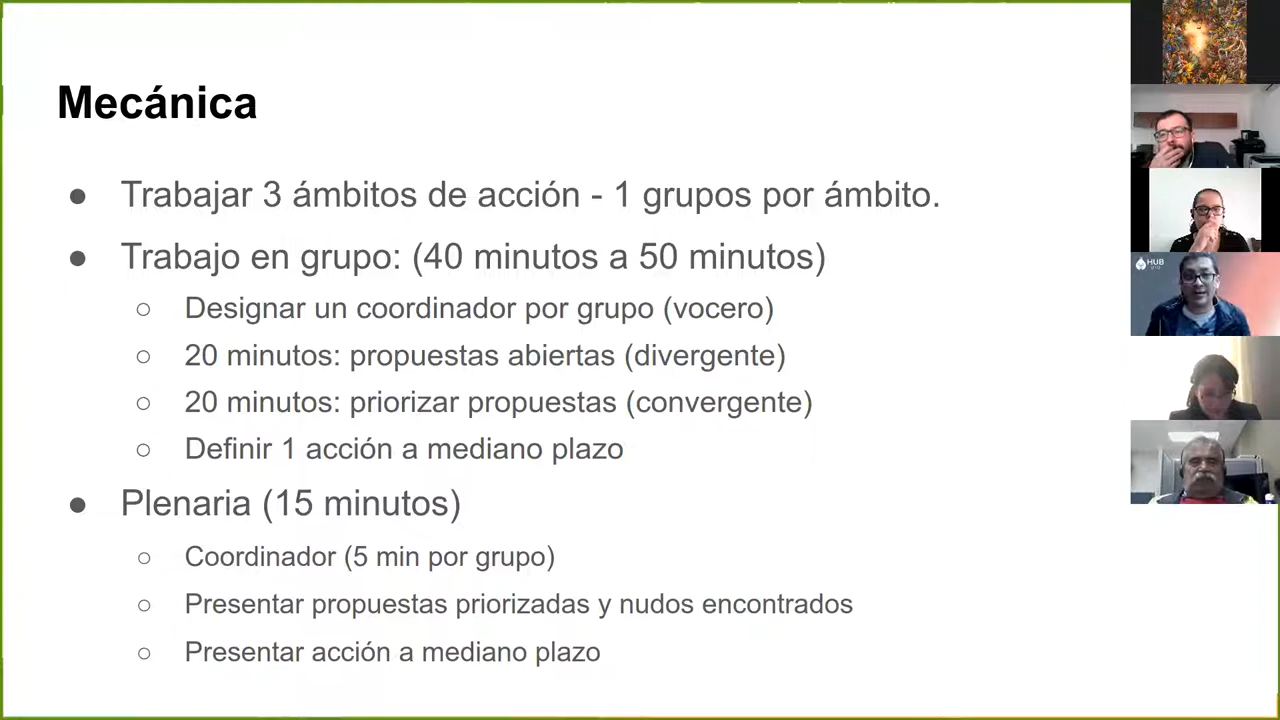 Mecánica
● Trabajar 3 ámbitos de acción - 1 grupos por ámbito.
● Trabajo en grupo: (40 minutos a 50 minutos)
○ Designar un coordinador por grupo (vocero)
○ 20 minutos: propuestas abiertas (divergente)
○ 20 minutos: priorizar propuestas (convergente)
○ Definir 1 acción a mediano plazo
● Plenaria (15 minutos)
○ Coordinador (5 min por grupo)
○ Presentar propuestas priorizadas y nudos encontrados
○ Presentar acción a mediano plazo
HUB